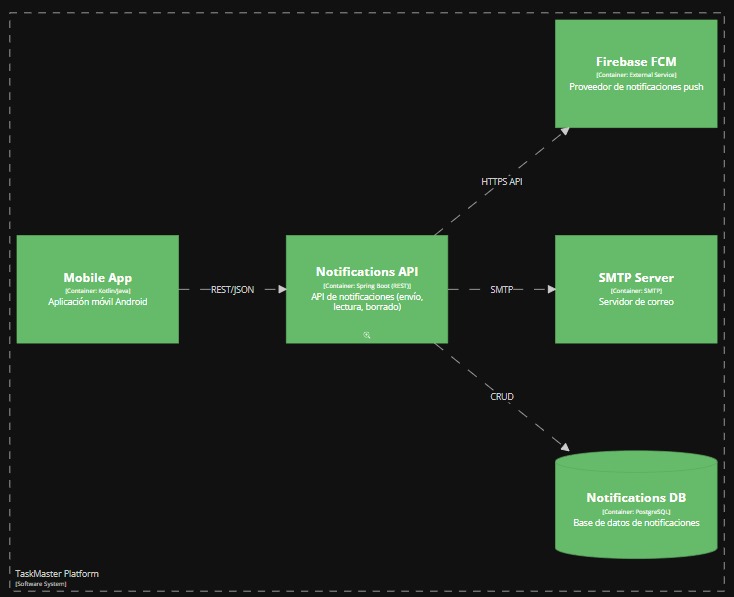 Firebase FCM
[Container: External Service]
Proveedor de notificaciones push
HTTPS API
Mobile App
[Container: Kotlin/Java]
Aplicación móvil Android
REST/JSON
Notifications API
[Container: Spring Boot (REST)]
API de notificaciones (envío,
lectura, borrado)
SMTP
SMTP Server
[Container: SMTP]
Servidor de correo
CRUD
Notifications DB
[Container: PostgreSQL]
Base de datos de notificaciones
TaskMaster Platform
[Software System]